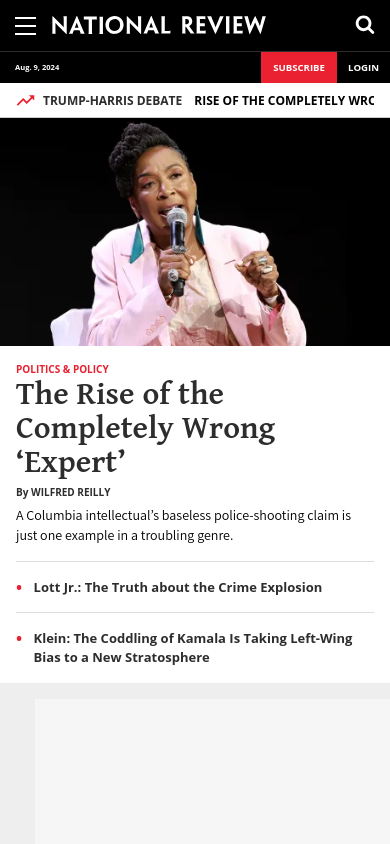 NATIONAL REVIEW
Aug. 9, 2024
SUBSCRIBE
LOGIN
TRUMP-HARRIS DEBATE
RISE OF THE COMPLETELY WRO
POLITICS & POLICY
The Rise of the
Completely Wrong
‘Expert’
By WILFRED REILLY
A Columbia intellectual’s baseless police-shooting claim is
just one example in a troubling genre.
• Lott Jr.: The Truth about the Crime Explosion
• Klein: The Coddling of Kamala Is Taking Left-Wing
Bias to a New Stratosphere